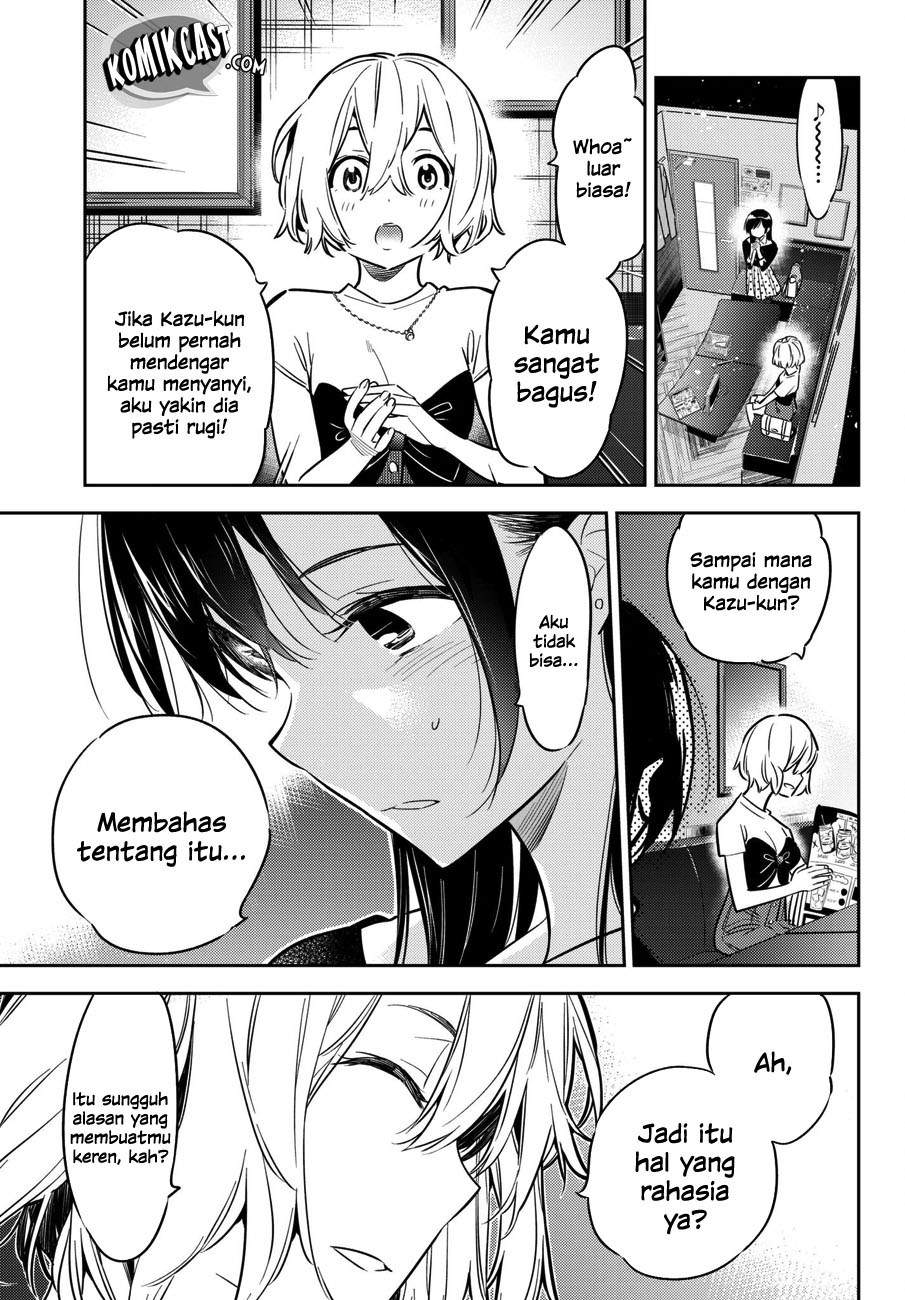 KOMIKCAST
.COM
Whoa~
luar
biasa!
Kamu
sangat
bagus!
Jika Kazu-kun
belum pernah
mendengar
kamu menyanyi,
aku yakin dia
pasti rugi!
Sampai mana
kamu dengan
Kazu-kun?
Aku
tidak
bisa...
Membahas
tentang itu...
Ah,
Jadi itu
hal yang
rahasia
ya?
Itu sungguh
alasan yang
membuatmu
keren, kah?